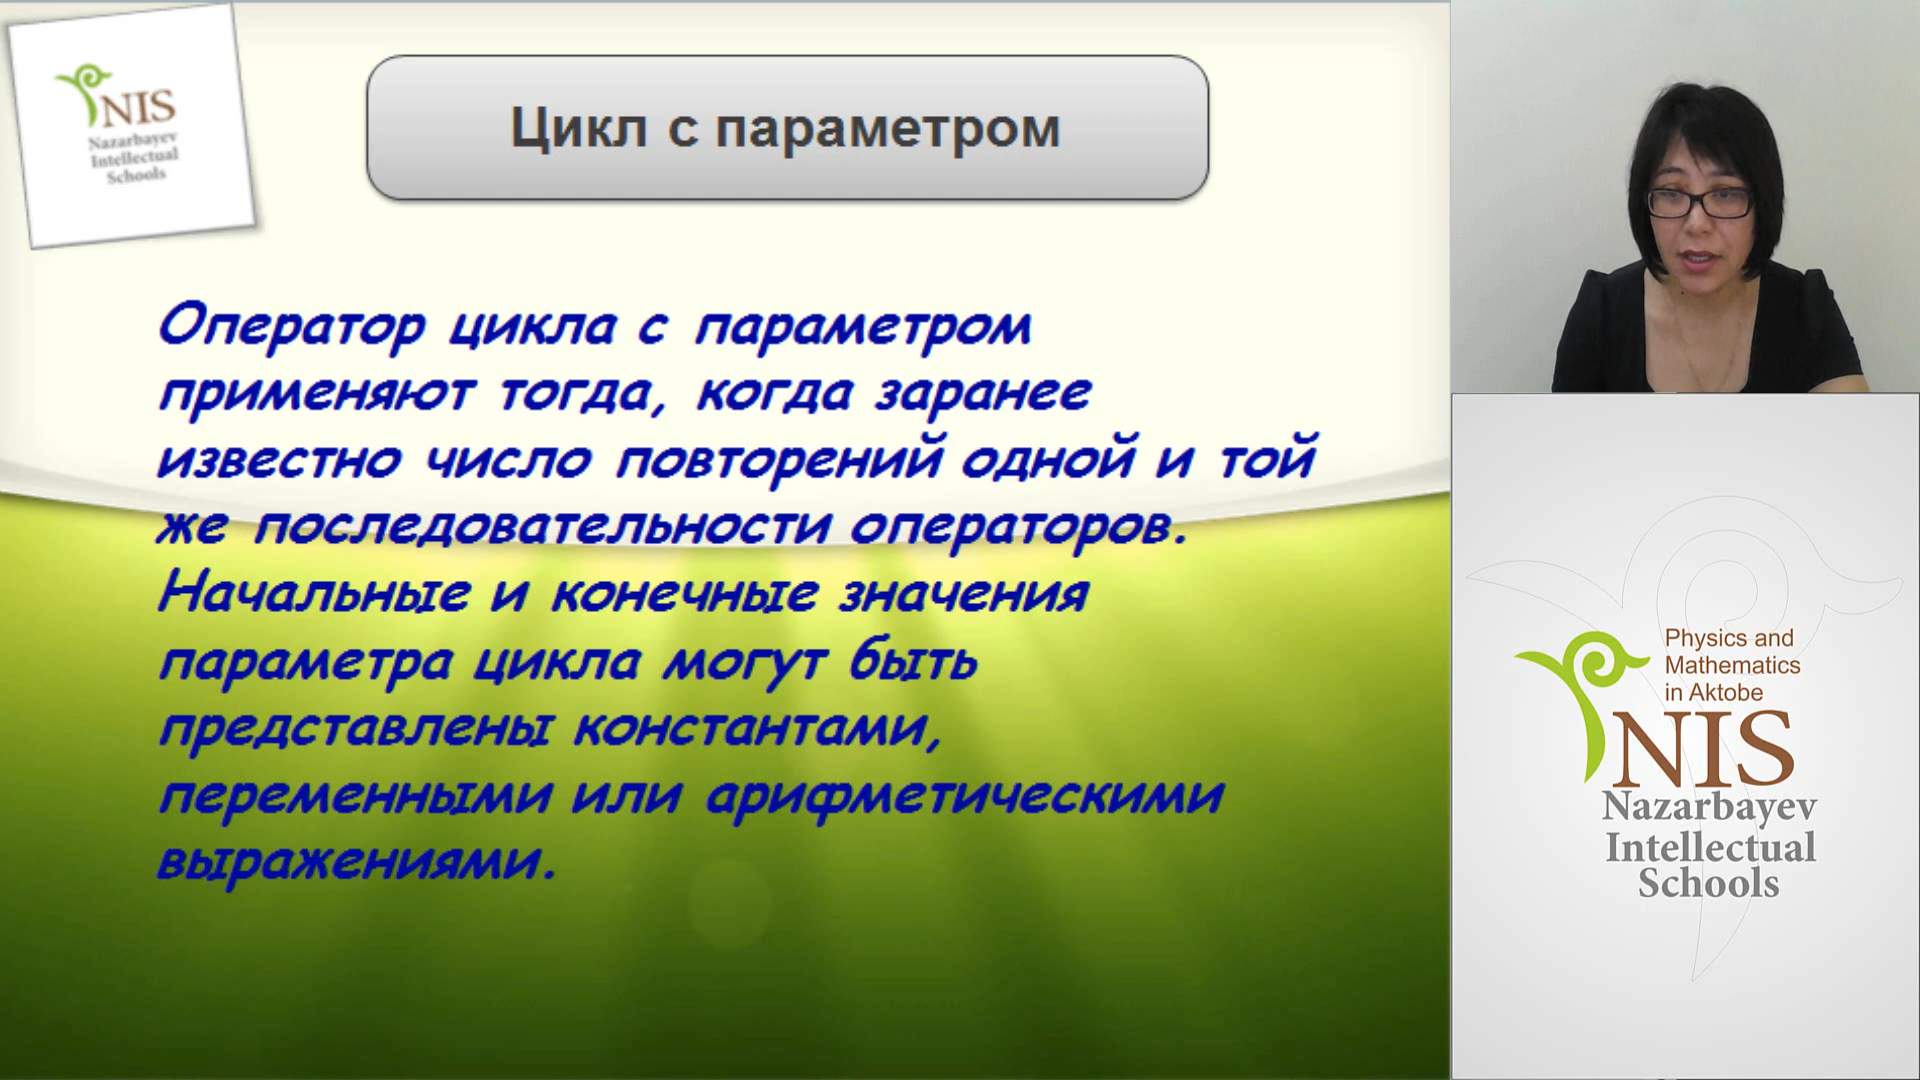 NIS
Nazarbayev
Intellectual
Schools
Цикл с параметром
Оператор цикла с параметром
применяют тогда, когда заранее
известно число повторений одной и той
же последовательности операторов.
Начальные и конечные значения
параметра цикла могут быть
представлены константами,
переменными или арифметическими
выражениями.
Physics and
Mathematics
in Aktobe
NIS
Nazarbayev
Intellectual
Schools